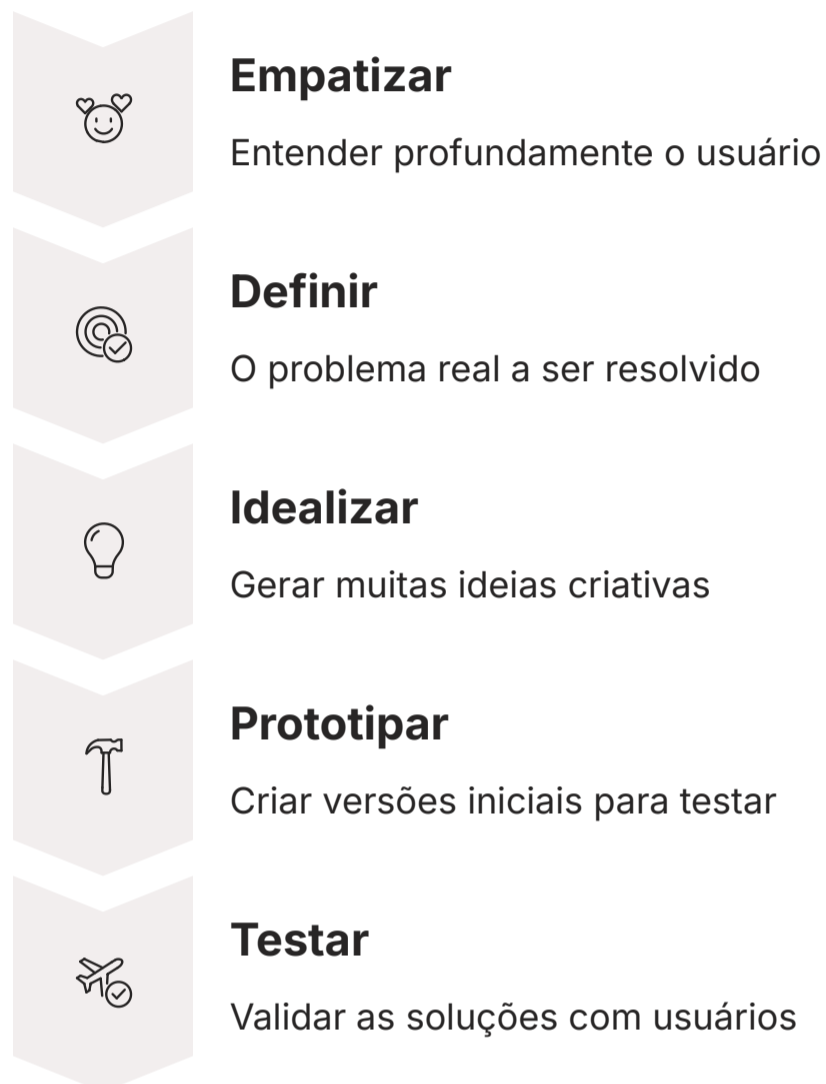 Empatizar
Entender profundamente o usuário
Definir
O problema real a ser resolvido
Idealizar
Gerar muitas ideias criativas
Prototipar
Criar versões iniciais para testar
Testar
Validar as soluções com usuários